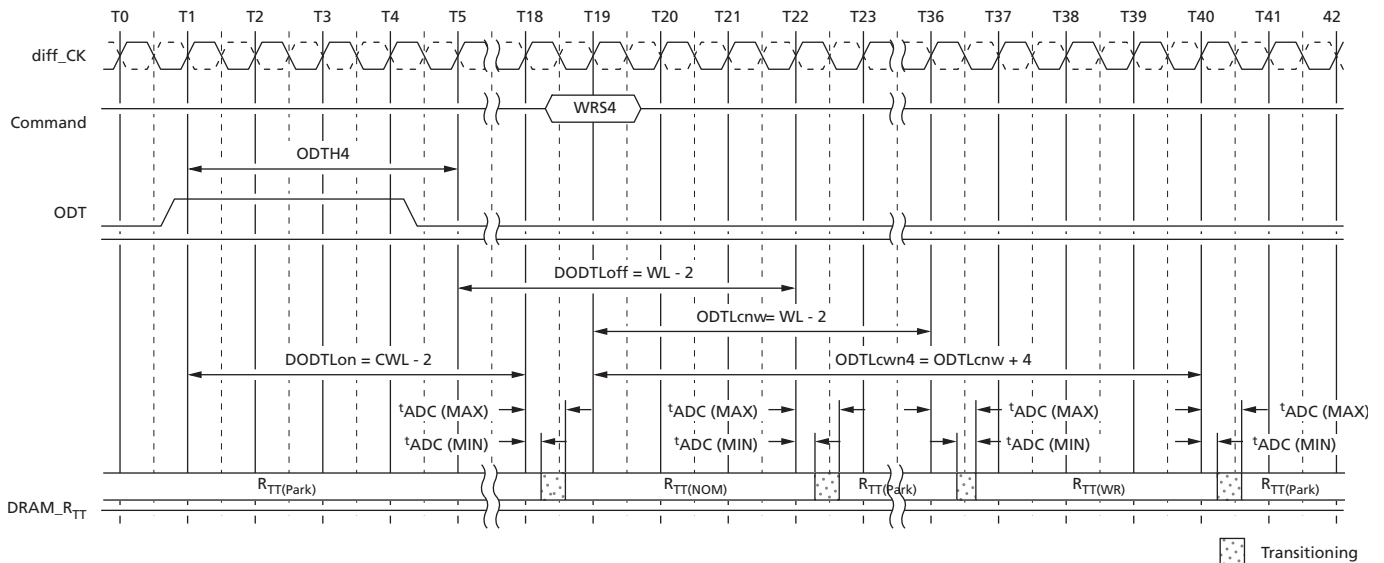 T0 T1 T2 T3 T4 T5 T18 T19 T20 T21 T22 T23 T36 T37 T38 T39 T40 T41 42
diff_CK
WRS4
Command
ODTH4
ODT
DODTLoff = WL - 2
ODTLcnw= WL - 2
DODTLon = CWL - 2
ODTLcwn4 = ODTLcnw + 4
tADC (MAX) tADC (MAX) tADC (MAX) tADC (MAX)
tADC (MIN) tADC (MIN) tADC (MIN) tADC (MIN)
RTT(Park) RTT(NOM) RTT(Park) RTT(WR) RTT(Park)
DRAM_RTT
Transitioning